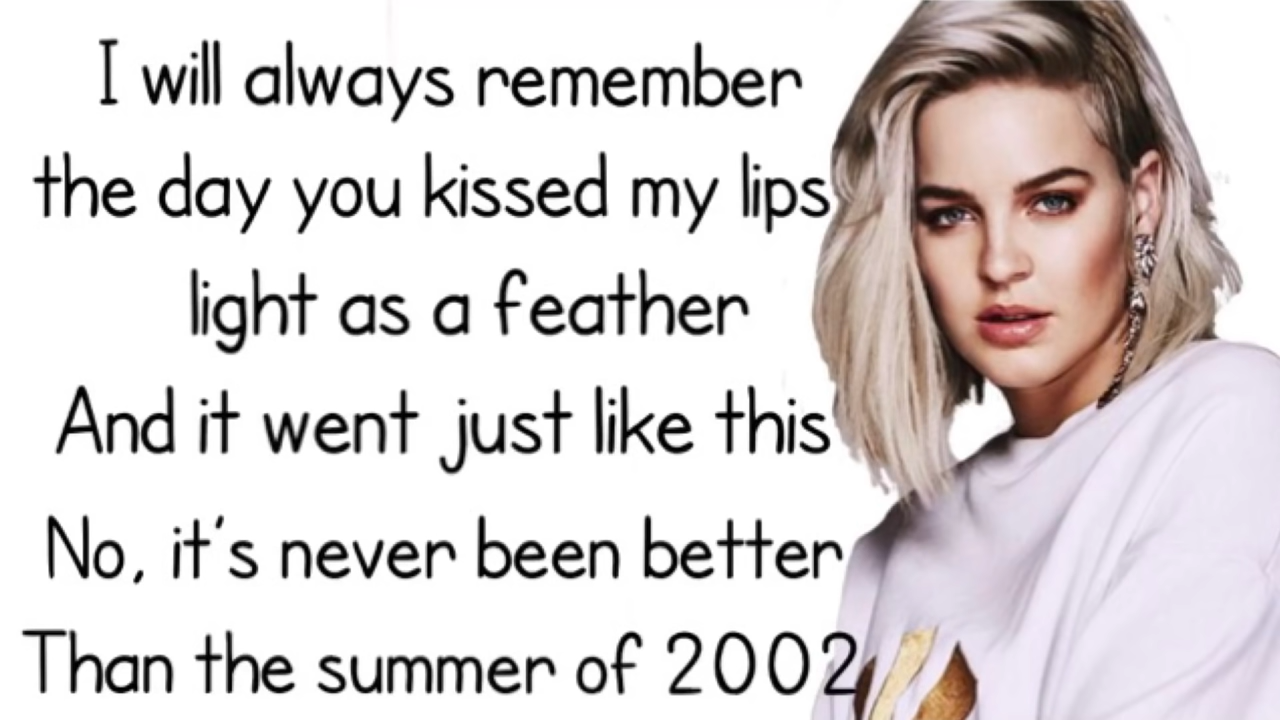 I will always remember
the day you kissed my lips
light as a feather
And it went just like this
No, it's never been better
Than the summer of 2002